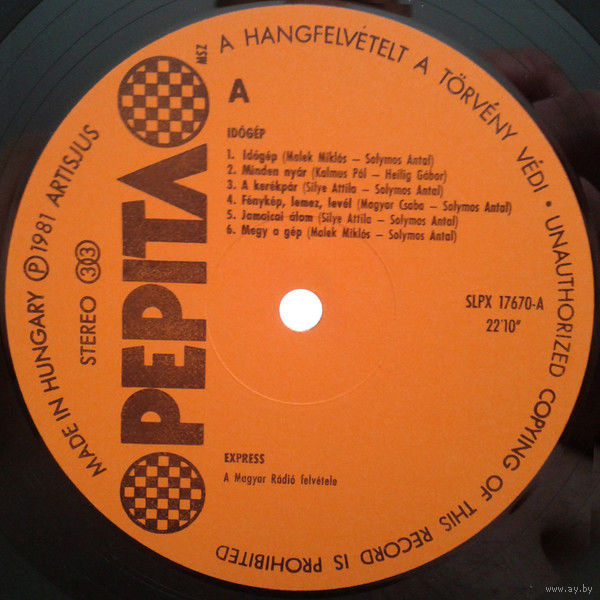 A HANGFELVÉTELT A TÖRVÉNY VÉDI • UNAUTHORIZED COPYING OF THIS RECORD IS PROHIBITED
MADE IN HUNGARY Ⓟ 1981 ARTISJUS
STEREO 33
PEPITA
MSZ
A
IDŐGÉP
1. Időgép (Malek Miklós – Solymos Antal)
2. Minden nyár (Kalmus Pál – Heilig Gábor)
3. A kerékpár (Silye Attila – Solymos Antal)
4. Fénykép, lemez, levél (Magyar Csaba – Solymos Antal)
5. Jamaicai álom (Silye Attila – Solymos Antal)
6. Megy a gép (Malek Miklós – Solymos Antal)
SLPX 17670-A
22'10"
EXPRESS
A Magyar Rádió felvétele
www.ay.by